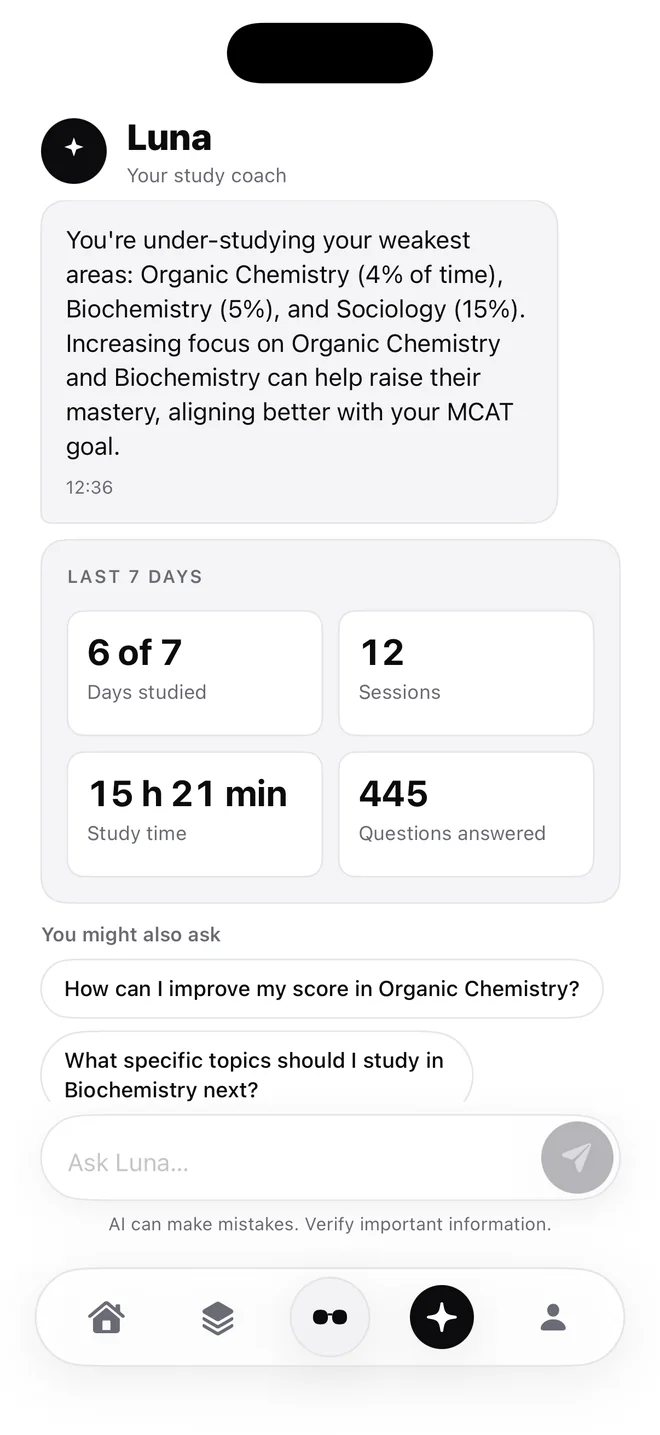 Luna
Your study coach
You're under-studying your weakest
areas: Organic Chemistry (4% of time),
Biochemistry (5%), and Sociology (15%).
Increasing focus on Organic Chemistry
and Biochemistry can help raise their
mastery, aligning better with your MCAT
goal.
12:36
LAST 7 DAYS
6 of 7
Days studied
12
Sessions
15 h 21 min
Study time
445
Questions answered
You might also ask
How can I improve my score in Organic Chemistry?
What specific topics should I study in
Biochemistry next?
Ask Luna...
AI can make mistakes. Verify important information.